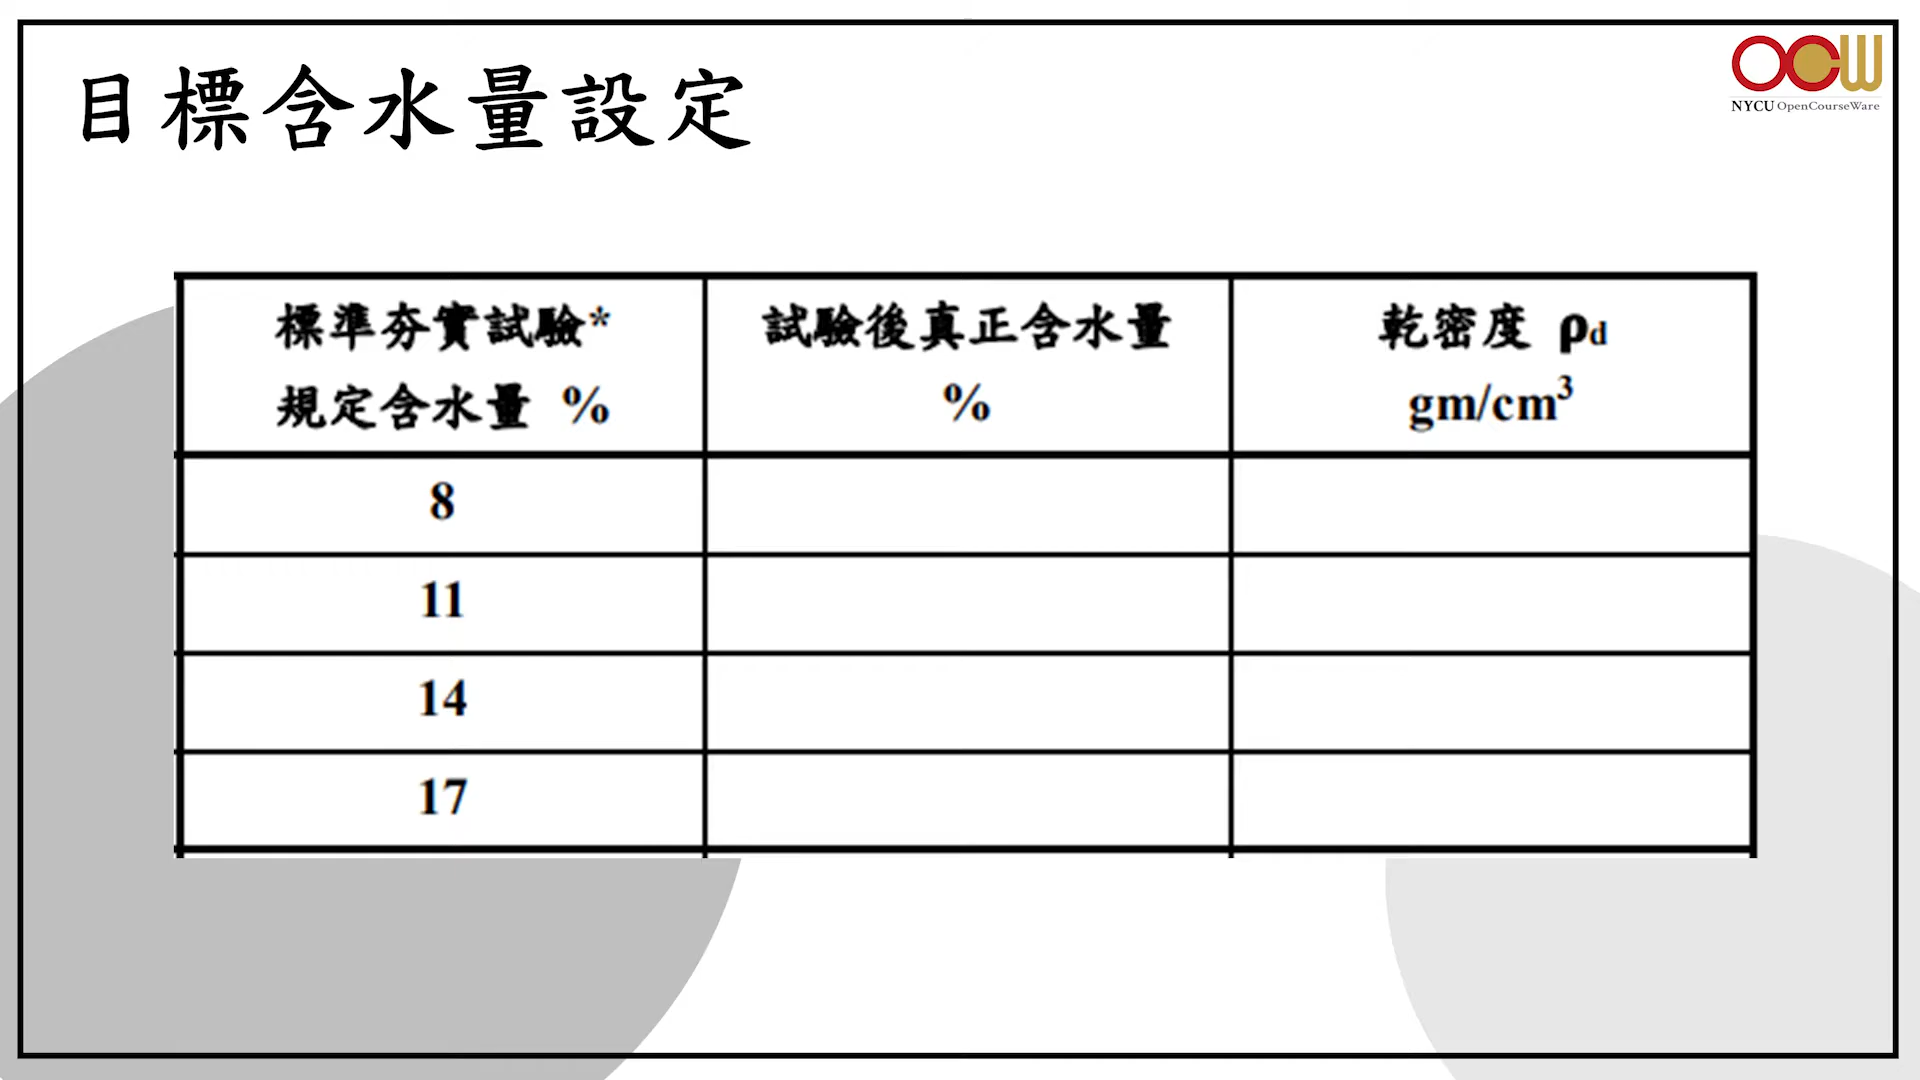 目標含水量設定
OCW
NYCU OpenCourseWare
標準夯實試驗*
規定含水量 %
試驗後真正含水量
%
乾密度 ρd
gm/cm³
8
11
14
17